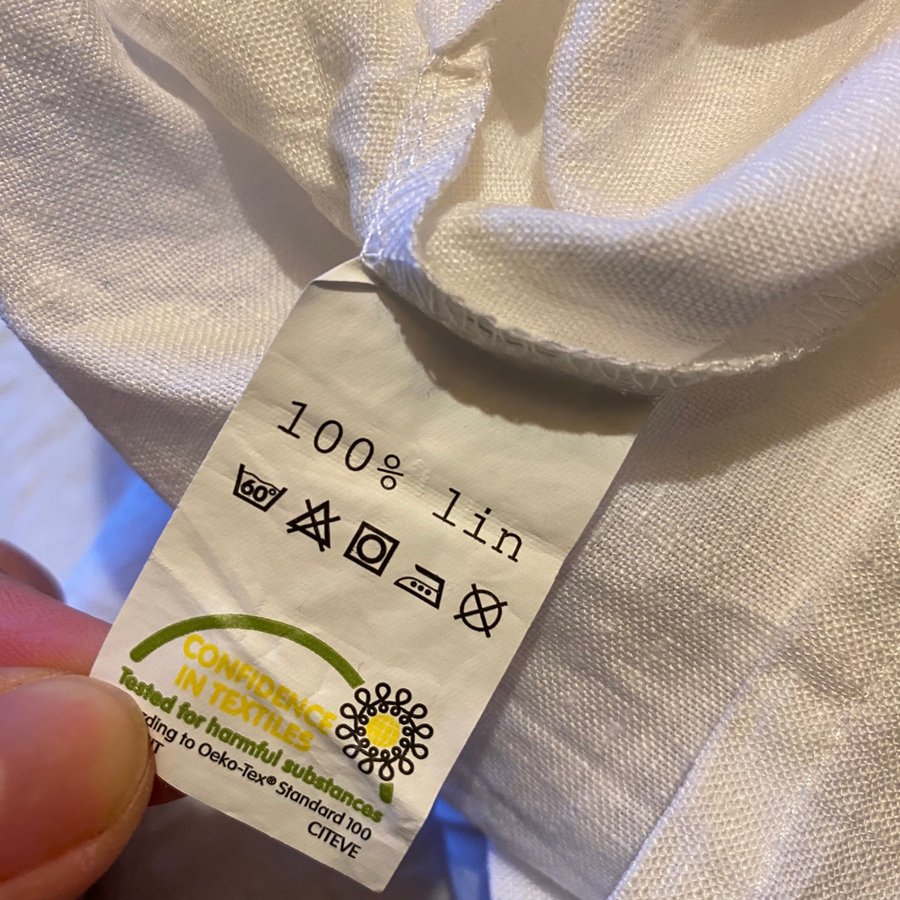 100% lin
60°
CONFIDENCE
IN TEXTILES
Tested for harmful substances
to Oeko-Tex® Standard 100
CITEVE